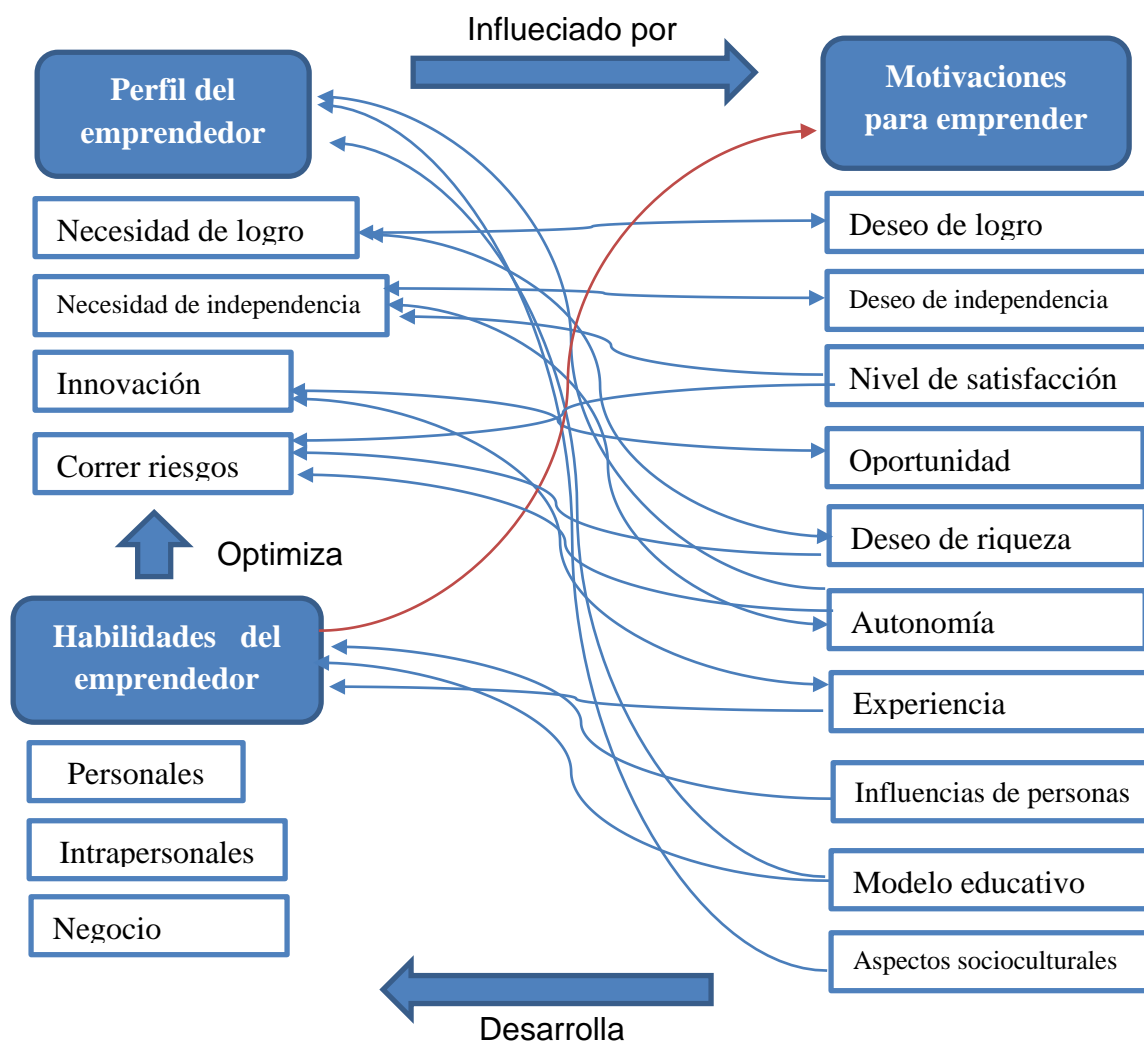 Influeciado por
Perfil del
emprendedor
Motivaciones
para emprender
Necesidad de logro
Necesidad de independencia
Innovación
Correr riesgos
Optimiza
Habilidades del
emprendedor
Personales
Intrapersonales
Negocio
Deseo de logro
Deseo de independencia
Nivel de satisfacción
Oportunidad
Deseo de riqueza
Autonomía
Experiencia
Influencias de personas
Modelo educativo
Aspectos socioculturales
Desarrolla